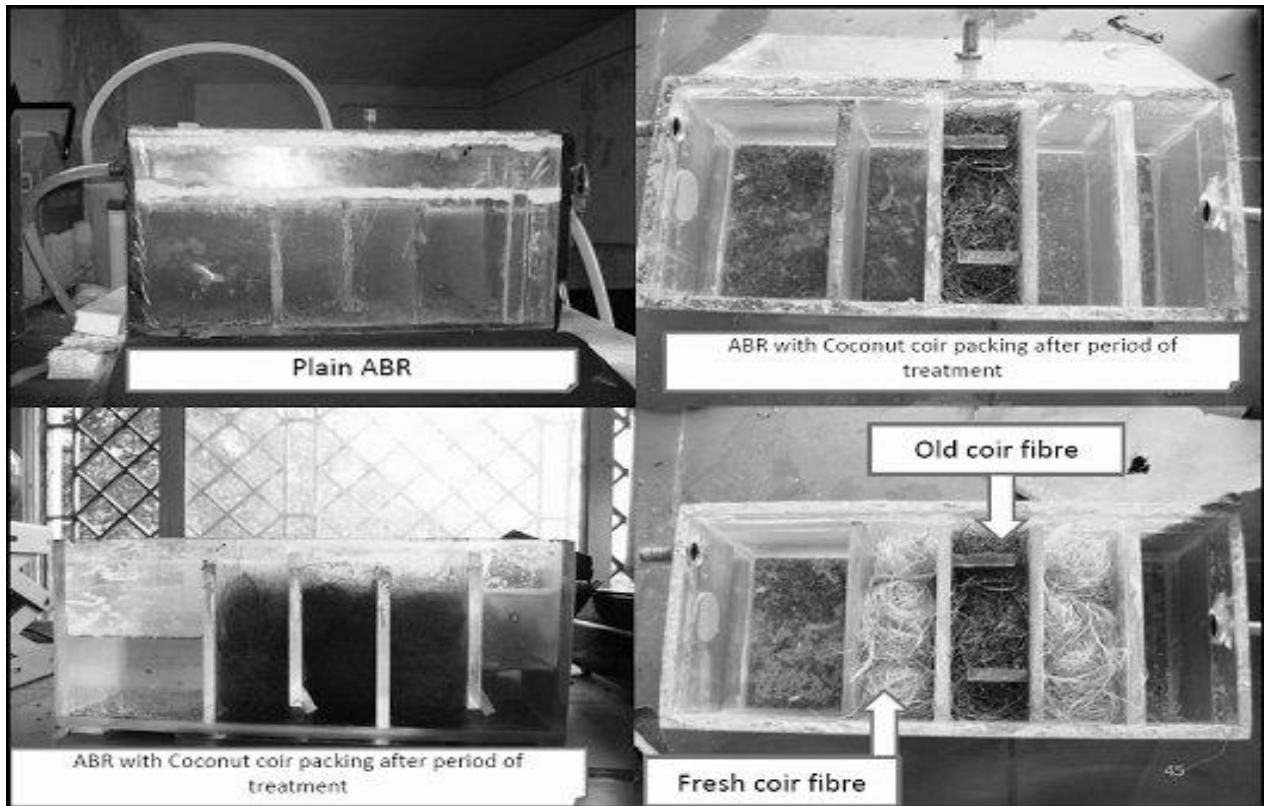 Plain ABR
ABR with Coconut coir packing after period of
treatment
ABR with Coconut coir packing after period of
treatment
Old coir fibre
Fresh coir fibre
45